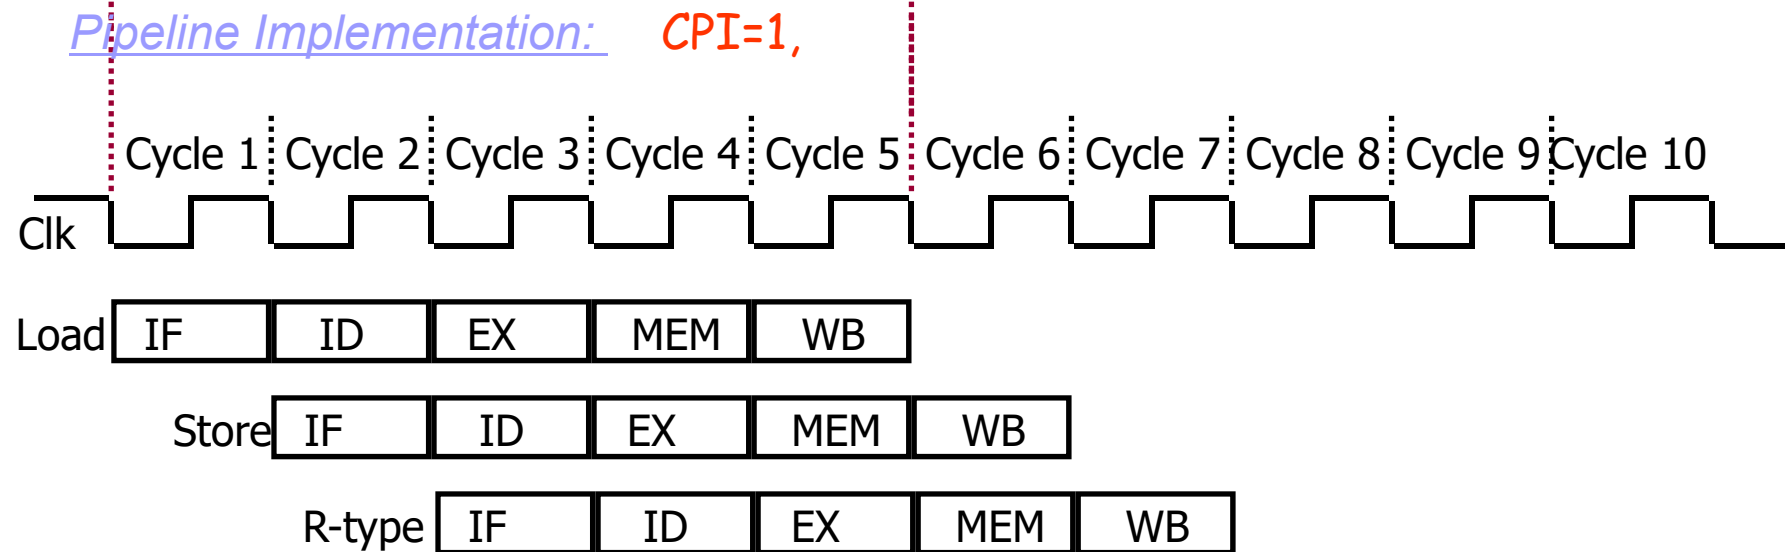 Pipeline Implementation: CPI=1,
Cycle 1 Cycle 2 Cycle 3 Cycle 4 Cycle 5 Cycle 6 Cycle 7 Cycle 8 Cycle 9 Cycle 10
Clk
Load IF ID EX MEM WB
Store IF ID EX MEM WB
R-type IF ID EX MEM WB